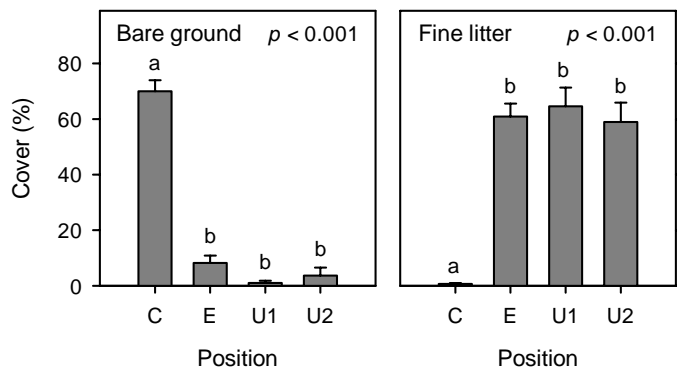 Bare ground p < 0.001
Fine litter p < 0.001
Cover (%)
80
60
40
20
0
a
b
b
b
a
b
b
b
C E U1 U2
C E U1 U2
Position
Position